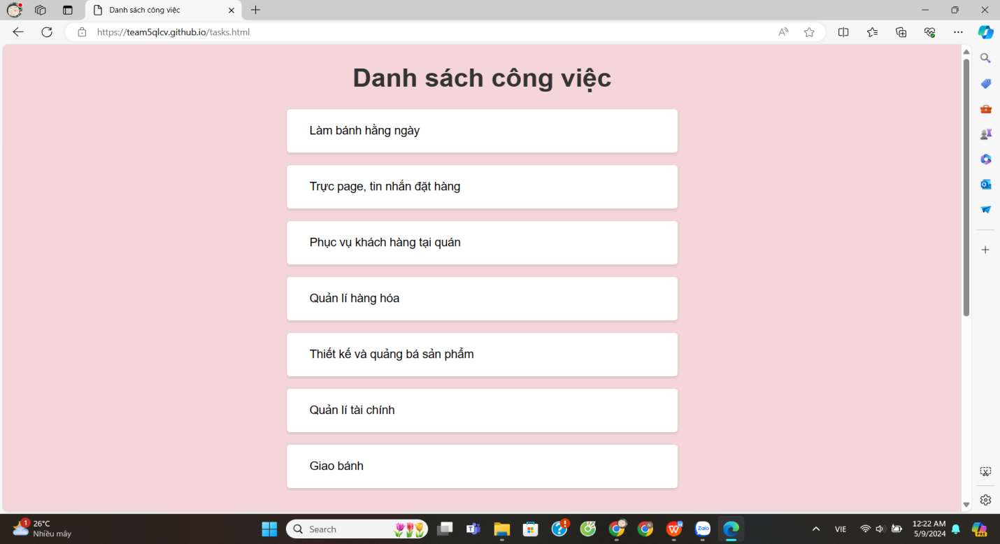 Danh sách công việc
https://team5qlcv.github.io/tasks.html
Danh sách công việc
Làm bánh hằng ngày
Trực page, tin nhắn đặt hàng
Phục vụ khách hàng tại quán
Quản lí hàng hóa
Thiết kế và quảng bá sản phẩm
Quản lí tài chính
Giao bánh
1
26°C
Nhiều mây
Search
Zalo
VIE
12:22 AM
5/9/2024
PRE